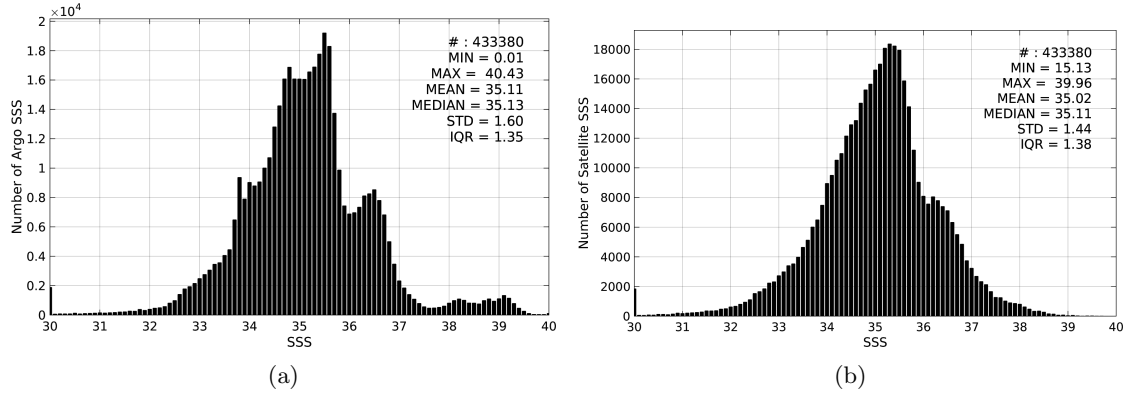 ×10⁴
2
1.8
1.6
1.4
1.2
1
0.8
0.6
0.4
0.2
0
Number of Argo SSS
# : 433380
MIN = 0.01
MAX = 40.43
MEAN = 35.11
MEDIAN = 35.13
STD = 1.60
IQR = 1.35
30 31 32 33 34 35 36 37 38 39 40
SSS
(a)
18000
16000
14000
12000
10000
8000
6000
4000
2000
0
Number of Satellite SSS
# : 433380
MIN = 15.13
MAX = 39.96
MEAN = 35.02
MEDIAN = 35.11
STD = 1.44
IQR = 1.38
30 31 32 33 34 35 36 37 38 39 40
SSS
(b)